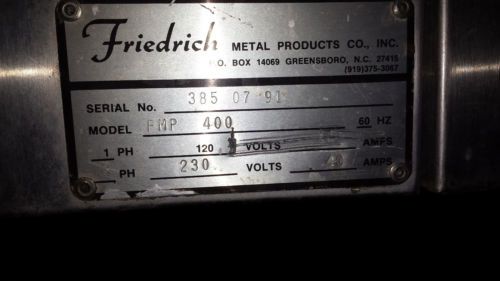 Friedrich METAL PRODUCTS CO., INC.
P.O. BOX 14069 GREENSBORO, N.C. 27415
(919)375-3067
SERIAL No. 385 07 91
MODEL FMP 400 60 HZ
1 PH 120 VOLTS AMPS
PH 230 VOLTS AMPS